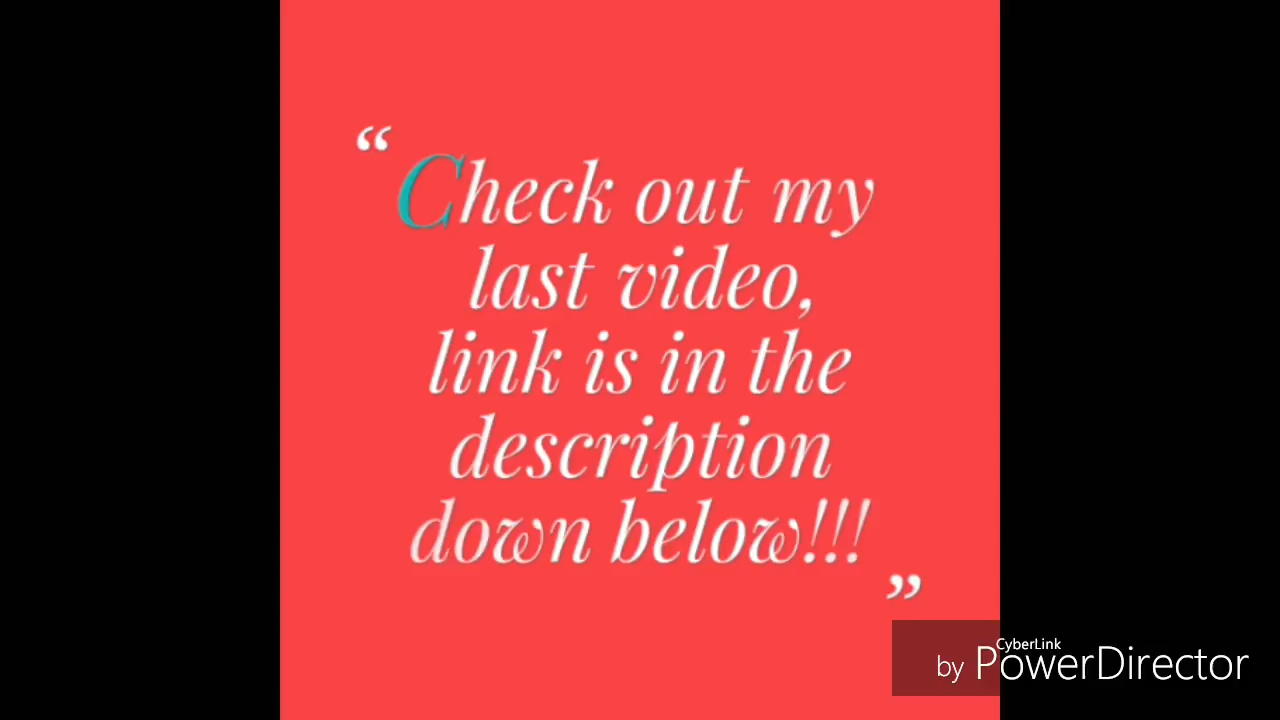 “
Check out my
last video,
link is in the
description
down below!!!
”
CyberLink
by PowerDirector